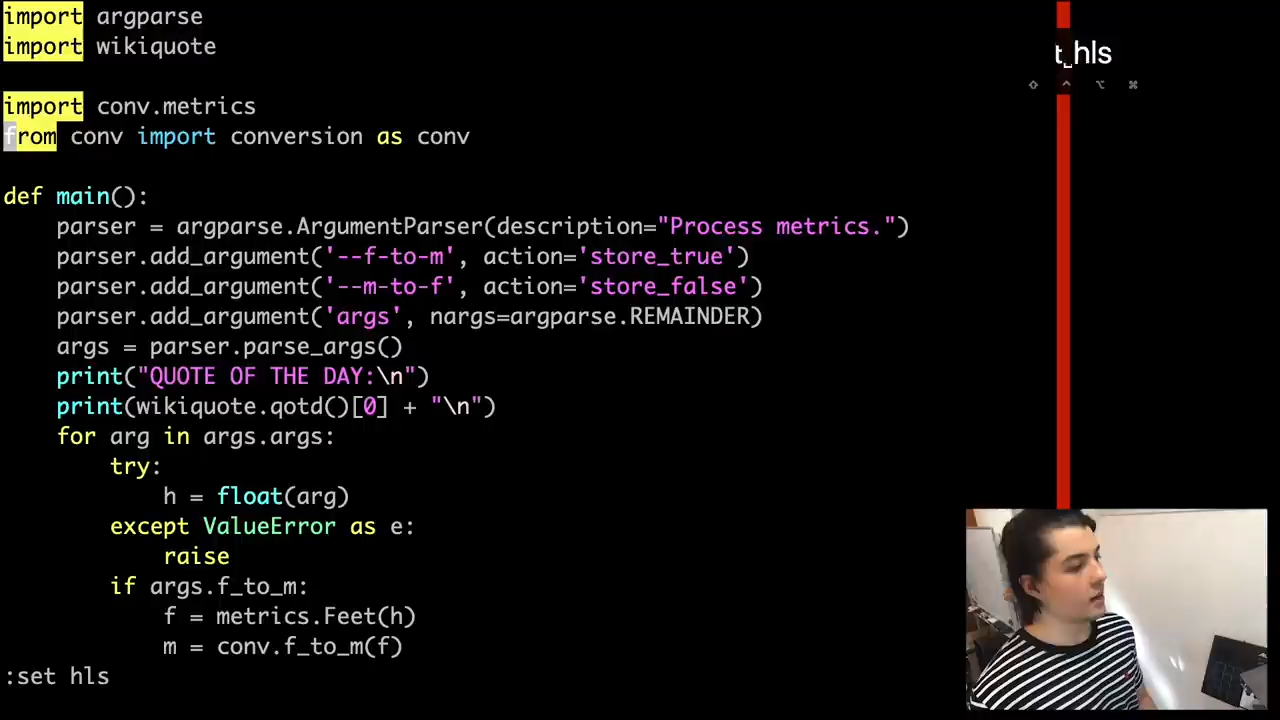 import argparse
import wikiquote
import conv.metrics
from conv import conversion as conv
def main():
    parser = argparse.ArgumentParser(description="Process metrics.")
    parser.add_argument('--f-to-m', action='store_true')
    parser.add_argument('--m-to-f', action='store_false')
    parser.add_argument('args', nargs=argparse.REMAINDER)
    args = parser.parse_args()
    print("QUOTE OF THE DAY:\n")
    print(wikiquote.qotd()[0] + "\n")
    for arg in args.args:
        try:
            h = float(arg)
        except ValueError as e:
            raise
        if args.f_to_m:
            f = metrics.Feet(h)
            m = conv.f_to_m(f)
:set hls
t␣hls
⇧ ⌃ ⌥ ⌘